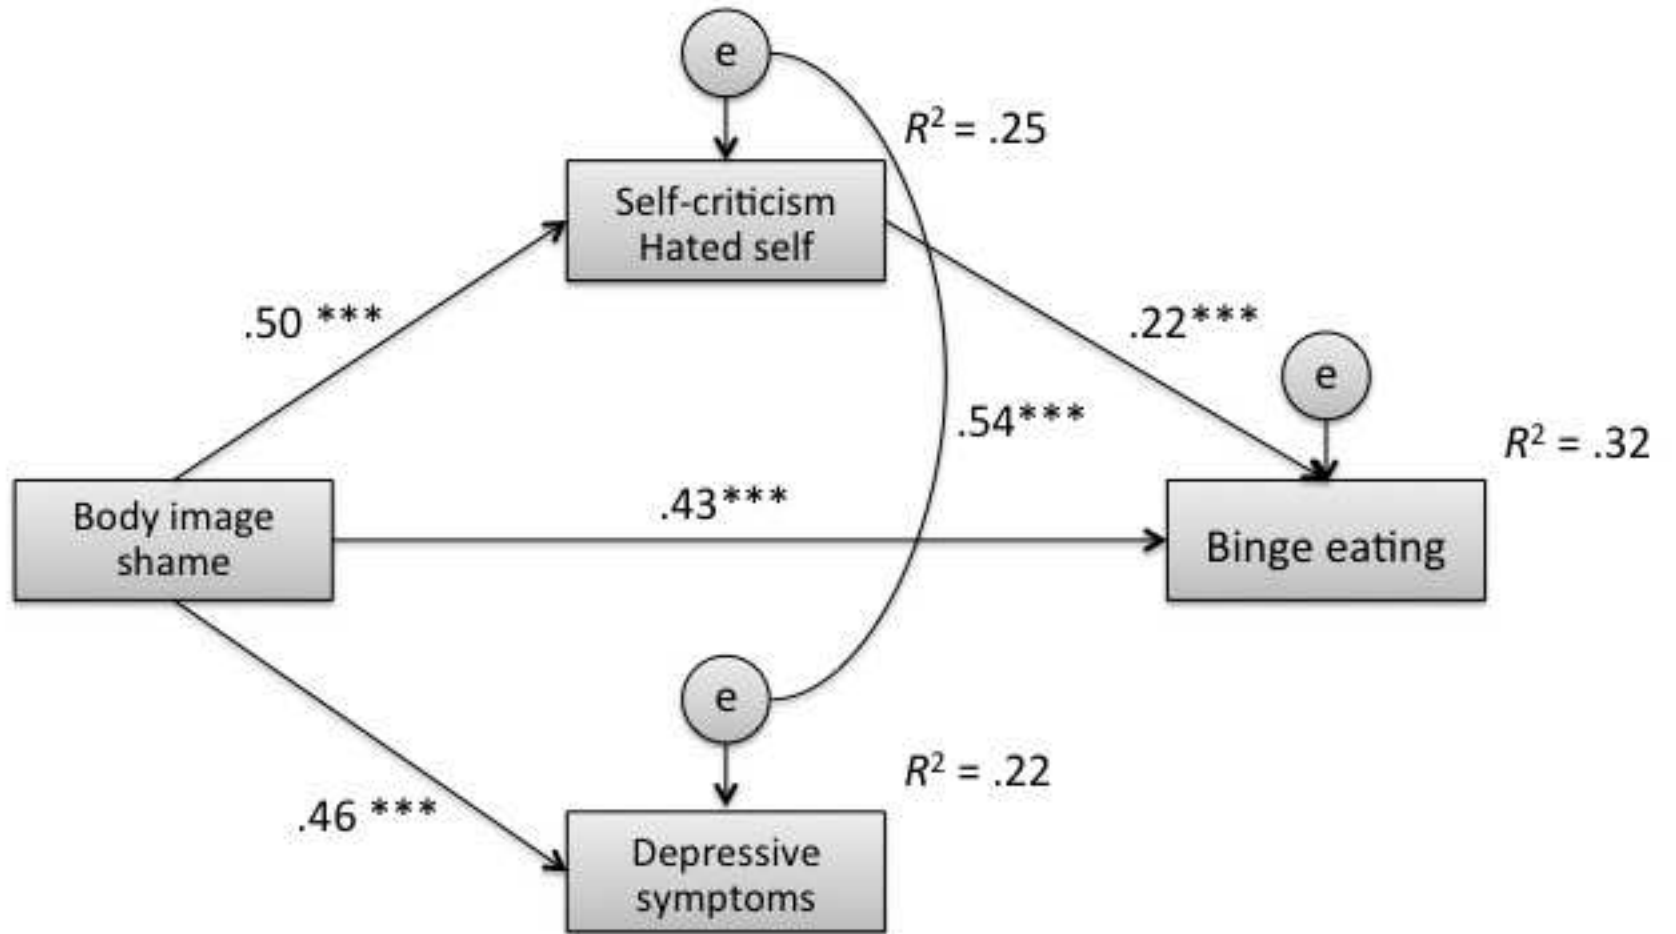 e
R² = .25
Self-criticism
Hated self
.50 ***
.22***
e
.54***
R² = .32
Body image
shame
.43***
Binge eating
e
R² = .22
.46 ***
Depressive
symptoms